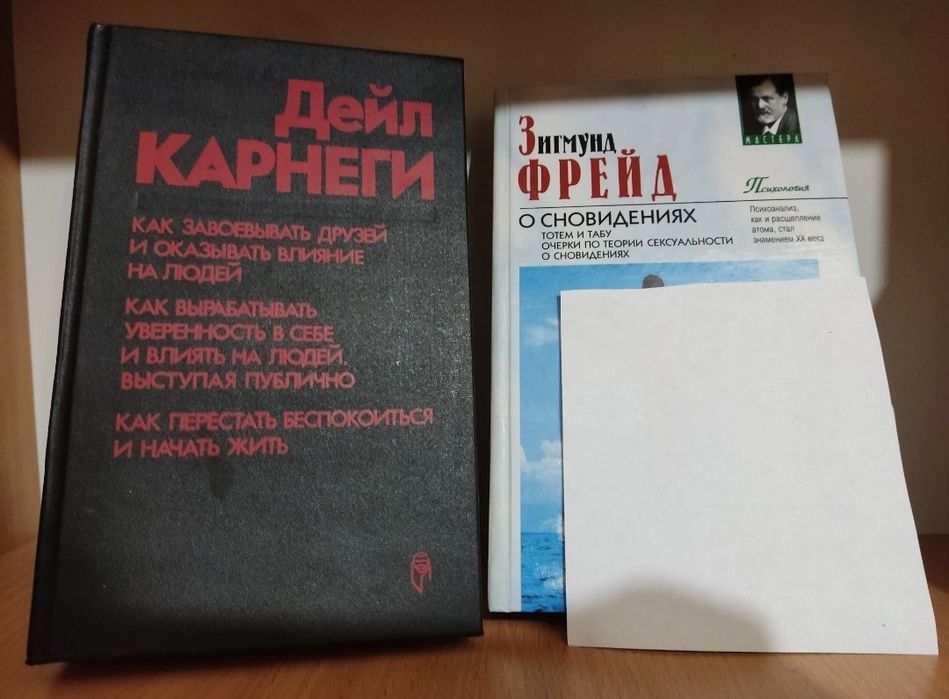 Дейл
КАРНЕГИ
КАК ЗАВОЕВЫВАТЬ ДРУЗЕЙ
И ОКАЗЫВАТЬ ВЛИЯНИЕ
НА ЛЮДЕЙ
КАК ВЫРАБАТЫВАТЬ
УВЕРЕННОСТЬ В СЕБЕ
И ВЛИЯТЬ НА ЛЮДЕЙ,
ВЫСТУПАЯ ПУБЛИЧНО
КАК ПЕРЕСТАТЬ БЕСПОКОИТЬСЯ
И НАЧАТЬ ЖИТЬ
Зигмунд
ФРЕЙД
О СНОВИДЕНИЯХ
ТОТЕМ И ТАБУ
ОЧЕРКИ ПО ТЕОРИИ СЕКСУАЛЬНОСТИ
О СНОВИДЕНИЯХ
МАСТЕРА
Психология
Психоанализ,
как и расщепление
атома, стал
знамением XX века